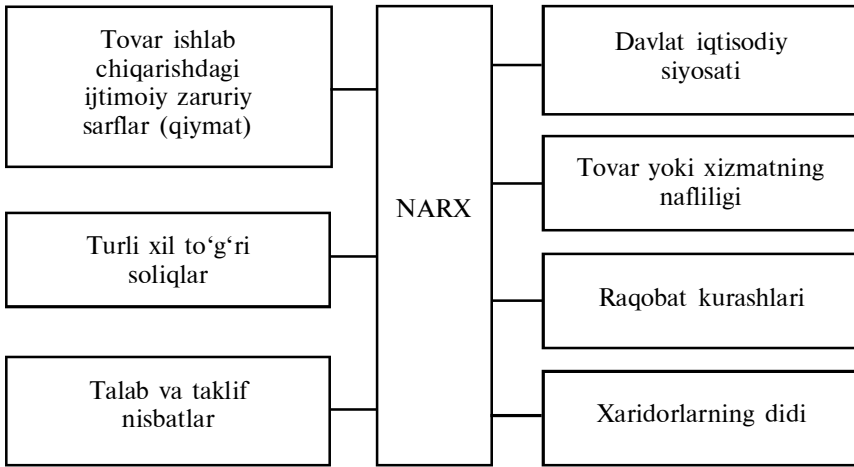 Tovar ishlab
chiqarishdagi
ijtimoiy zaruriy
sarflar (qiymat)
Turli xil to‘g‘ri
soliqlar
Talab va taklif
nisbatlar
NARX
Davlat iqtisodiy
siyosati
Tovar yoki xizmatning
nafliligi
Raqobat kurashlari
Xaridorlarning didi